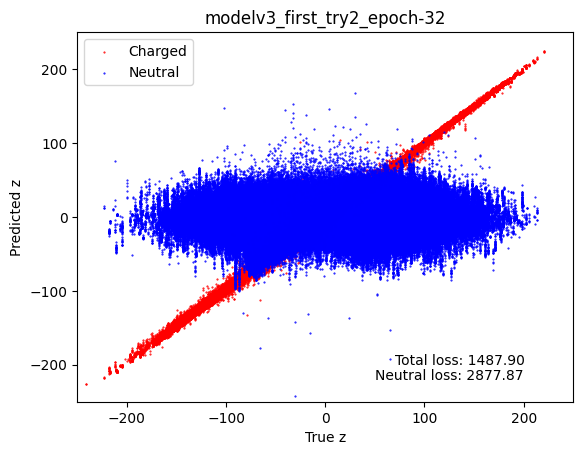 modelv3_first_try2_epoch-32
Charged
Neutral
200
100
0
−100
−200
Predicted z
Total loss: 1487.90
Neutral loss: 2877.87
−200
−100
0
100
200
True z